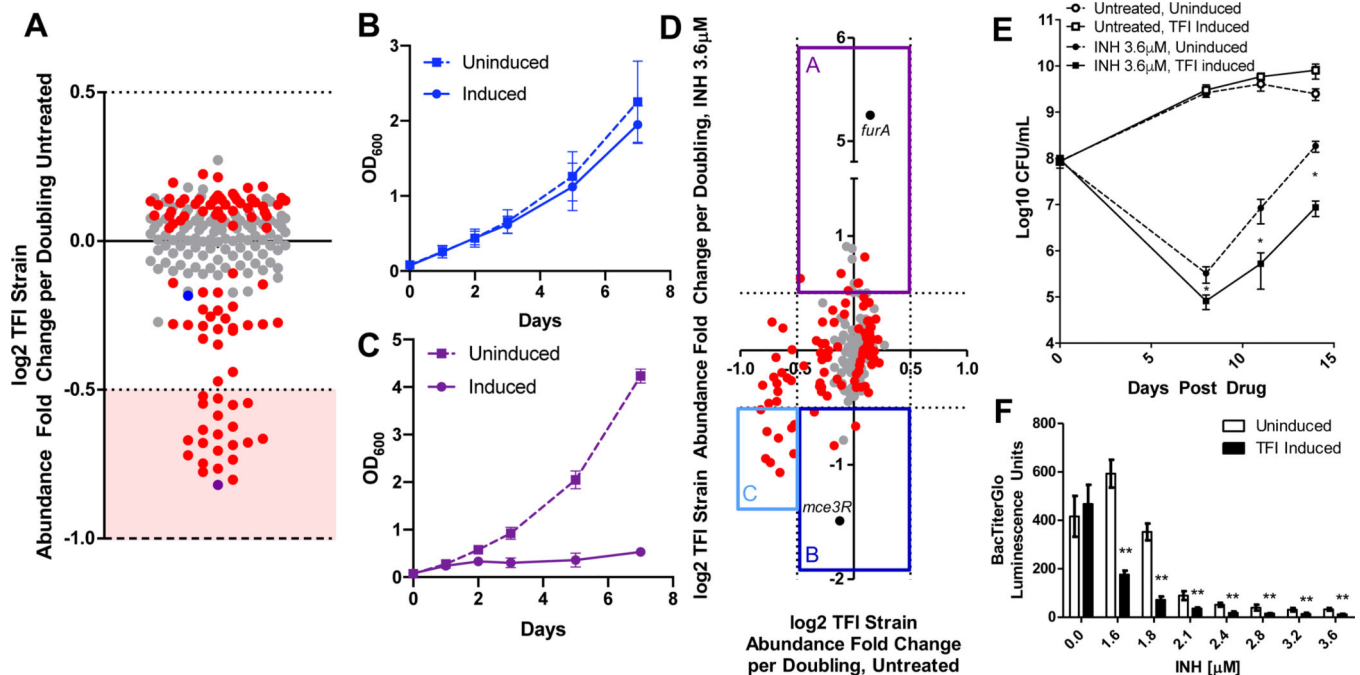 A
log2 TFI Strain
Abundance Fold Change per Doubling Untreated
0.5
0.0
-0.5
-1.0
B
OD600
3
2
1
0
Uninduced
Induced
0 2 4 6 8
Days
C
OD600
5
4
3
2
1
0
Uninduced
Induced
0 2 4 6 8
Days
D
log2 TFI Strain Abundance Fold Change per Doubling, INH 3.6μM
6
A
furA
5
1
-1.0 -0.5 0.5 1.0
-1
C
mce3R
B
-2
log2 TFI Strain
Abundance Fold Change
per Doubling, Untreated
E
Untreated, Uninduced
Untreated, TFI Induced
INH 3.6μM, Uninduced
INH 3.6μM, TFI induced
Log10 CFU/mL
11
10
9
8
7
6
5
4
*
*
*
0 5 10 15
Days Post Drug
F
Uninduced
TFI Induced
BacTiterGlo
Luminescence Units
800
600
400
200
0
** ** ** ** ** ** **
0.0 1.6 1.8 2.1 2.4 2.8 3.2 3.6
INH [μM]